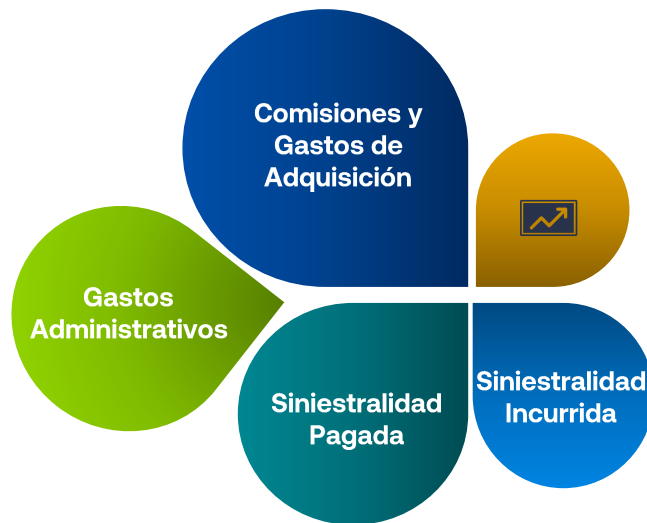 Comisiones y
Gastos de
Adquisición
Gastos
Administrativos
Siniestralidad
Pagada
Siniestralidad
Incurrida